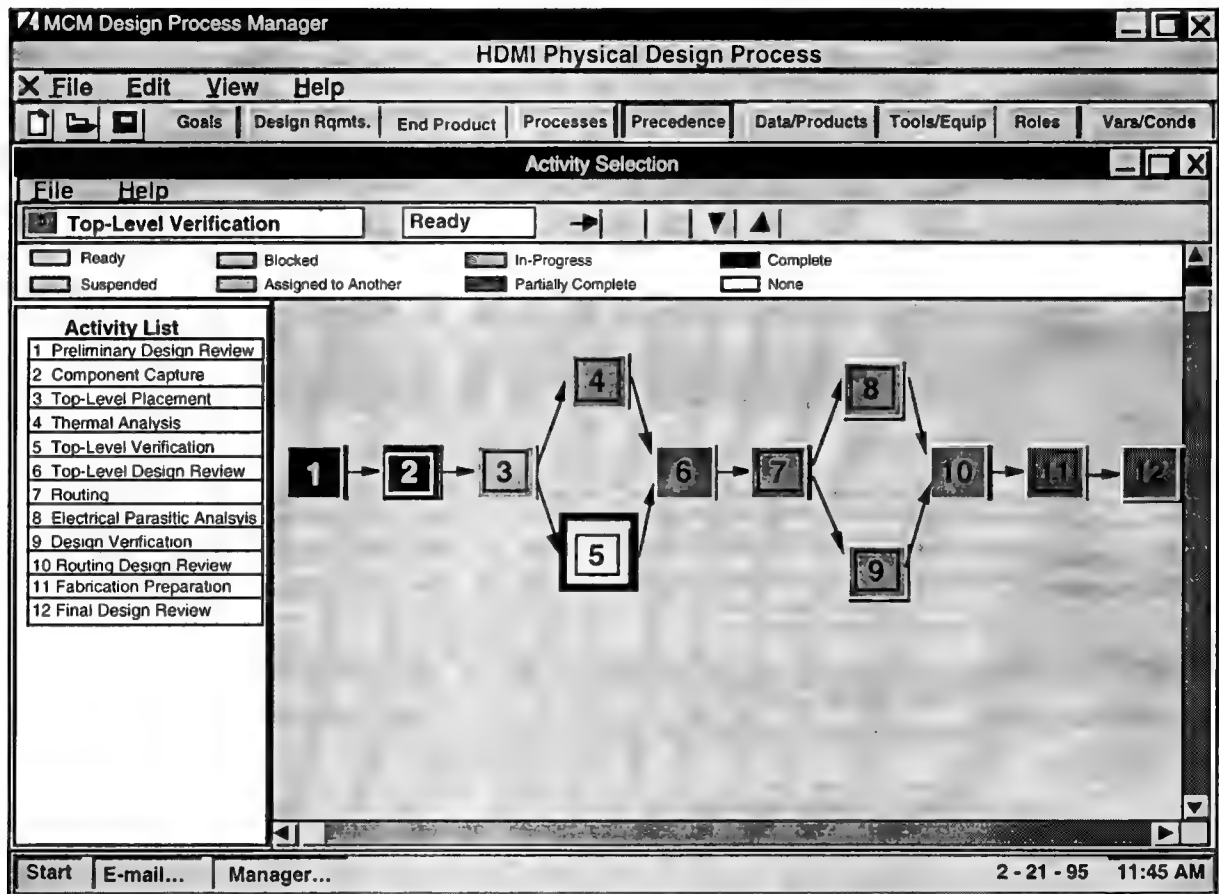 MCM Design Process Manager
HDMI Physical Design Process
File Edit View Help
Goals Design Rqmts. End Product Processes Precedence Data/Products Tools/Equip Roles Vars/Conds
Activity Selection
File Help
5 Top-Level Verification Ready
Ready Blocked In-Progress Complete
Suspended Assigned to Another Partially Complete None
Activity List
1 Preliminary Design Review
2 Component Capture
3 Top-Level Placement
4 Thermal Analysis
5 Top-Level Verification
6 Top-Level Design Review
7 Routing
8 Electrical Parasitic Analsyis
9 Design Verification
10 Routing Design Review
11 Fabrication Preparation
12 Final Design Review
4 8
1 2 3 6 7 10 11 12
5 9
Start E-mail... Manager... 2 - 21 - 95 11:45 AM